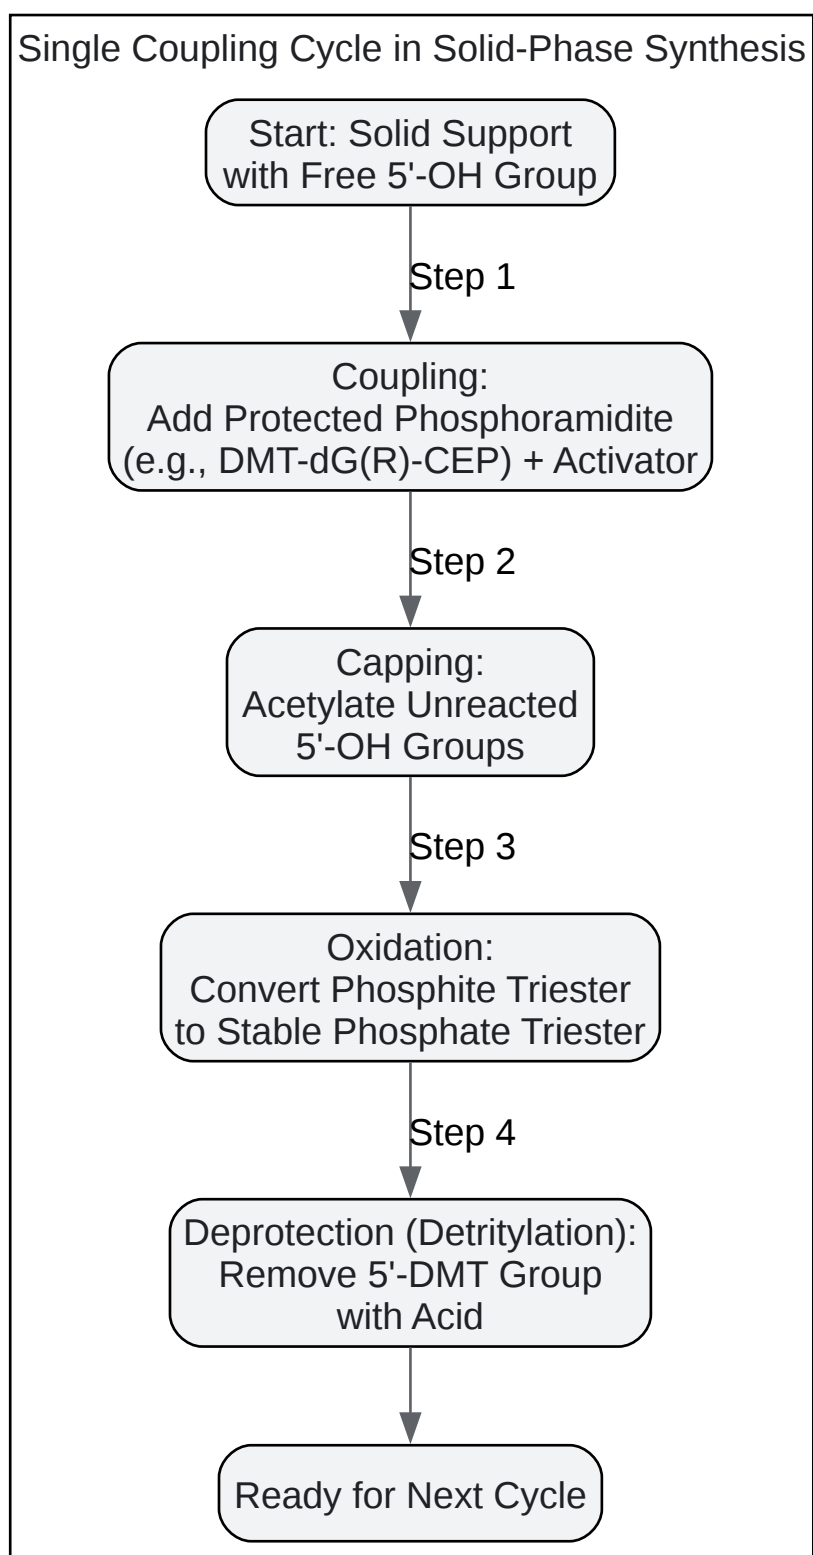 Single Coupling Cycle in Solid-Phase Synthesis
Start: Solid Support
with Free 5'-OH Group
Step 1
Coupling:
Add Protected Phosphoramidite
(e.g., DMT-dG(R)-CEP) + Activator
Step 2
Capping:
Acetylate Unreacted
5'-OH Groups
Step 3
Oxidation:
Convert Phosphite Triester
to Stable Phosphate Triester
Step 4
Deprotection (Detritylation):
Remove 5'-DMT Group
with Acid
Ready for Next Cycle